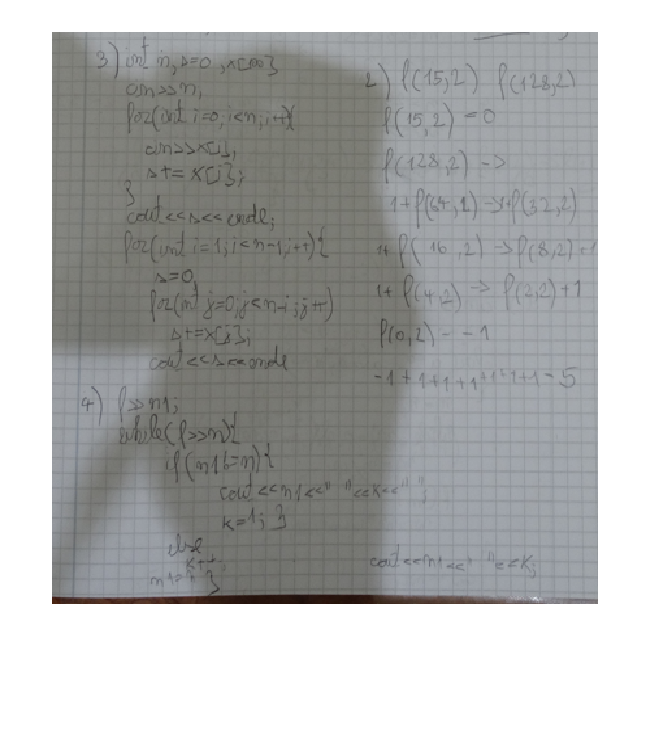 3) int n, s=0, x[100]
cin>>n;
for(int i=0;i<n;i++){
cin>>x[i];
s+=x[i];
}
cout<<s<<endl;
for(int i=1;i<n-1;i++){
s=0
for(int j=0;j<n-i;j++)
s+=x[j];
cout<<s<<endl
4) f>>n1;
while(f>>n){
if(n1!=n){
cout<<n1<<" "<<k<<" ";
k=1; }
else
k++;
n1=n }
cout<<n1<<" "<<k;
2) f(15,2) f(128,2)
f(15,2) = 0
f(128,2) ->
1+f(64,2) -> 1+f(32,2)
1+ f( 16 ,2) -> f(8,2)+1
1+ f(4,2) -> f(2,2)+1
f(0,2) - -1
-1+1+1+1+1+1+1=5